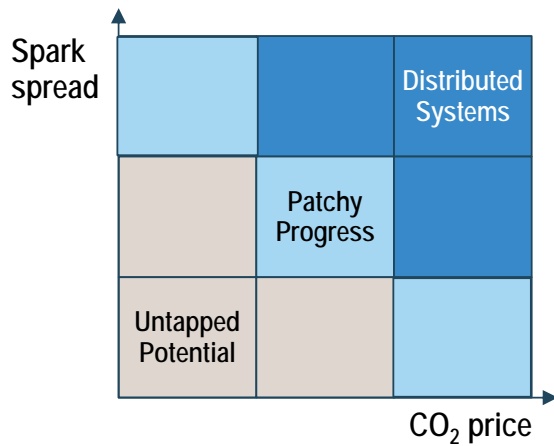 Spark
spread
Distributed
Systems
Patchy
Progress
Untapped
Potential
CO₂ price